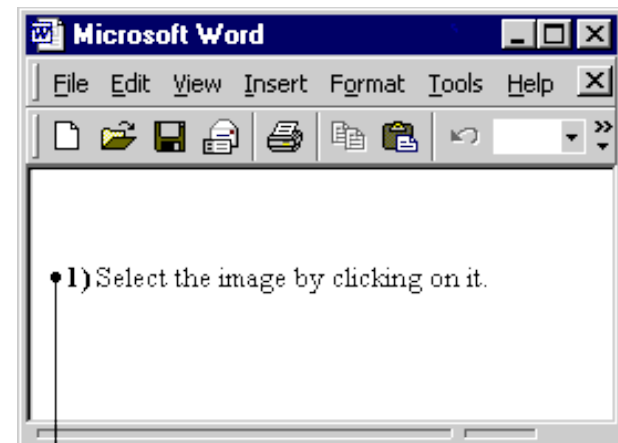 Microsoft Word
File Edit View Insert Format Tools Help
1) Select the image by clicking on it.